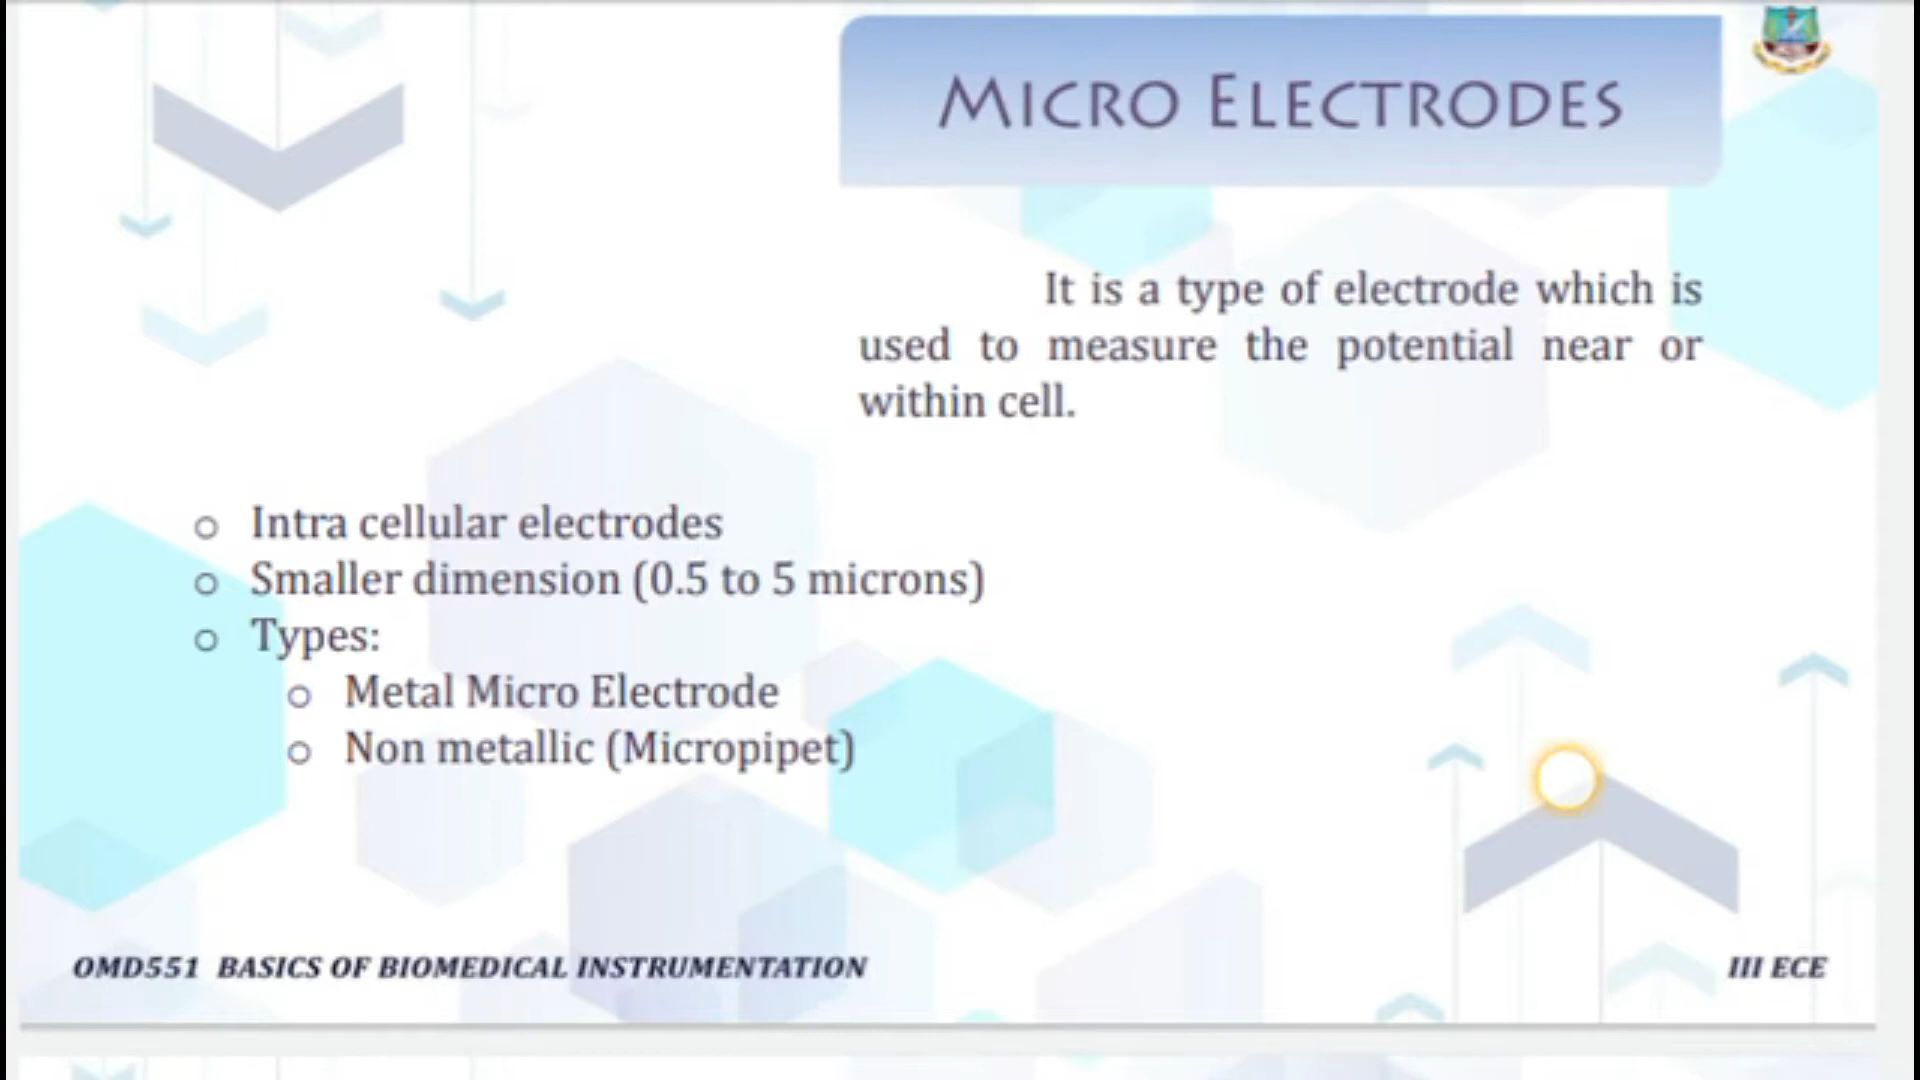 MICRO ELECTRODES
It is a type of electrode which is
used to measure the potential near or
within cell.
Intra cellular electrodes
Smaller dimension (0.5 to 5 microns)
Types:
Metal Micro Electrode
Non metallic (Micropipet)
OMD551 BASICS OF BIOMEDICAL INSTRUMENTATION
III ECE